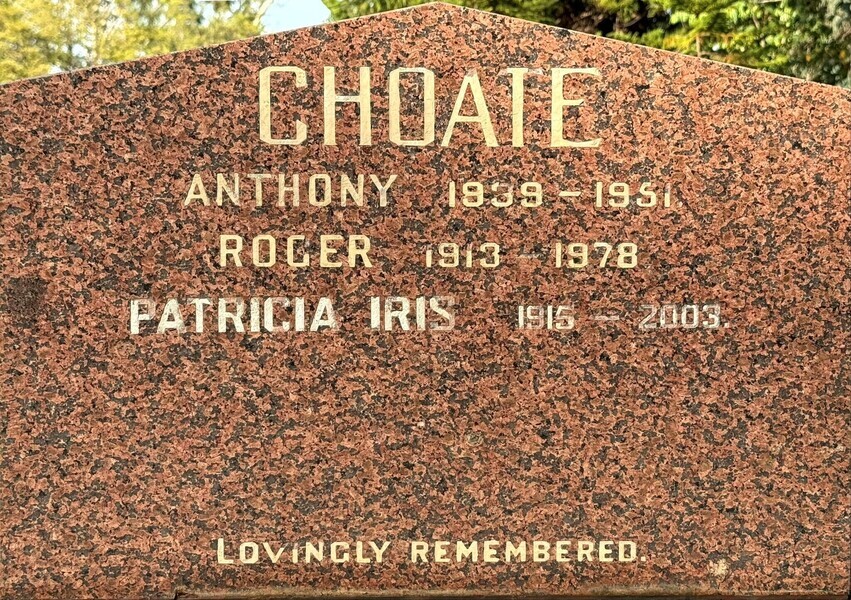 CHOATE
ANTHONY 1939 – 1951.
ROGER 1913 – 1978
PATRICIA IRIS 1915 – 2003.
LOVINGLY REMEMBERED.